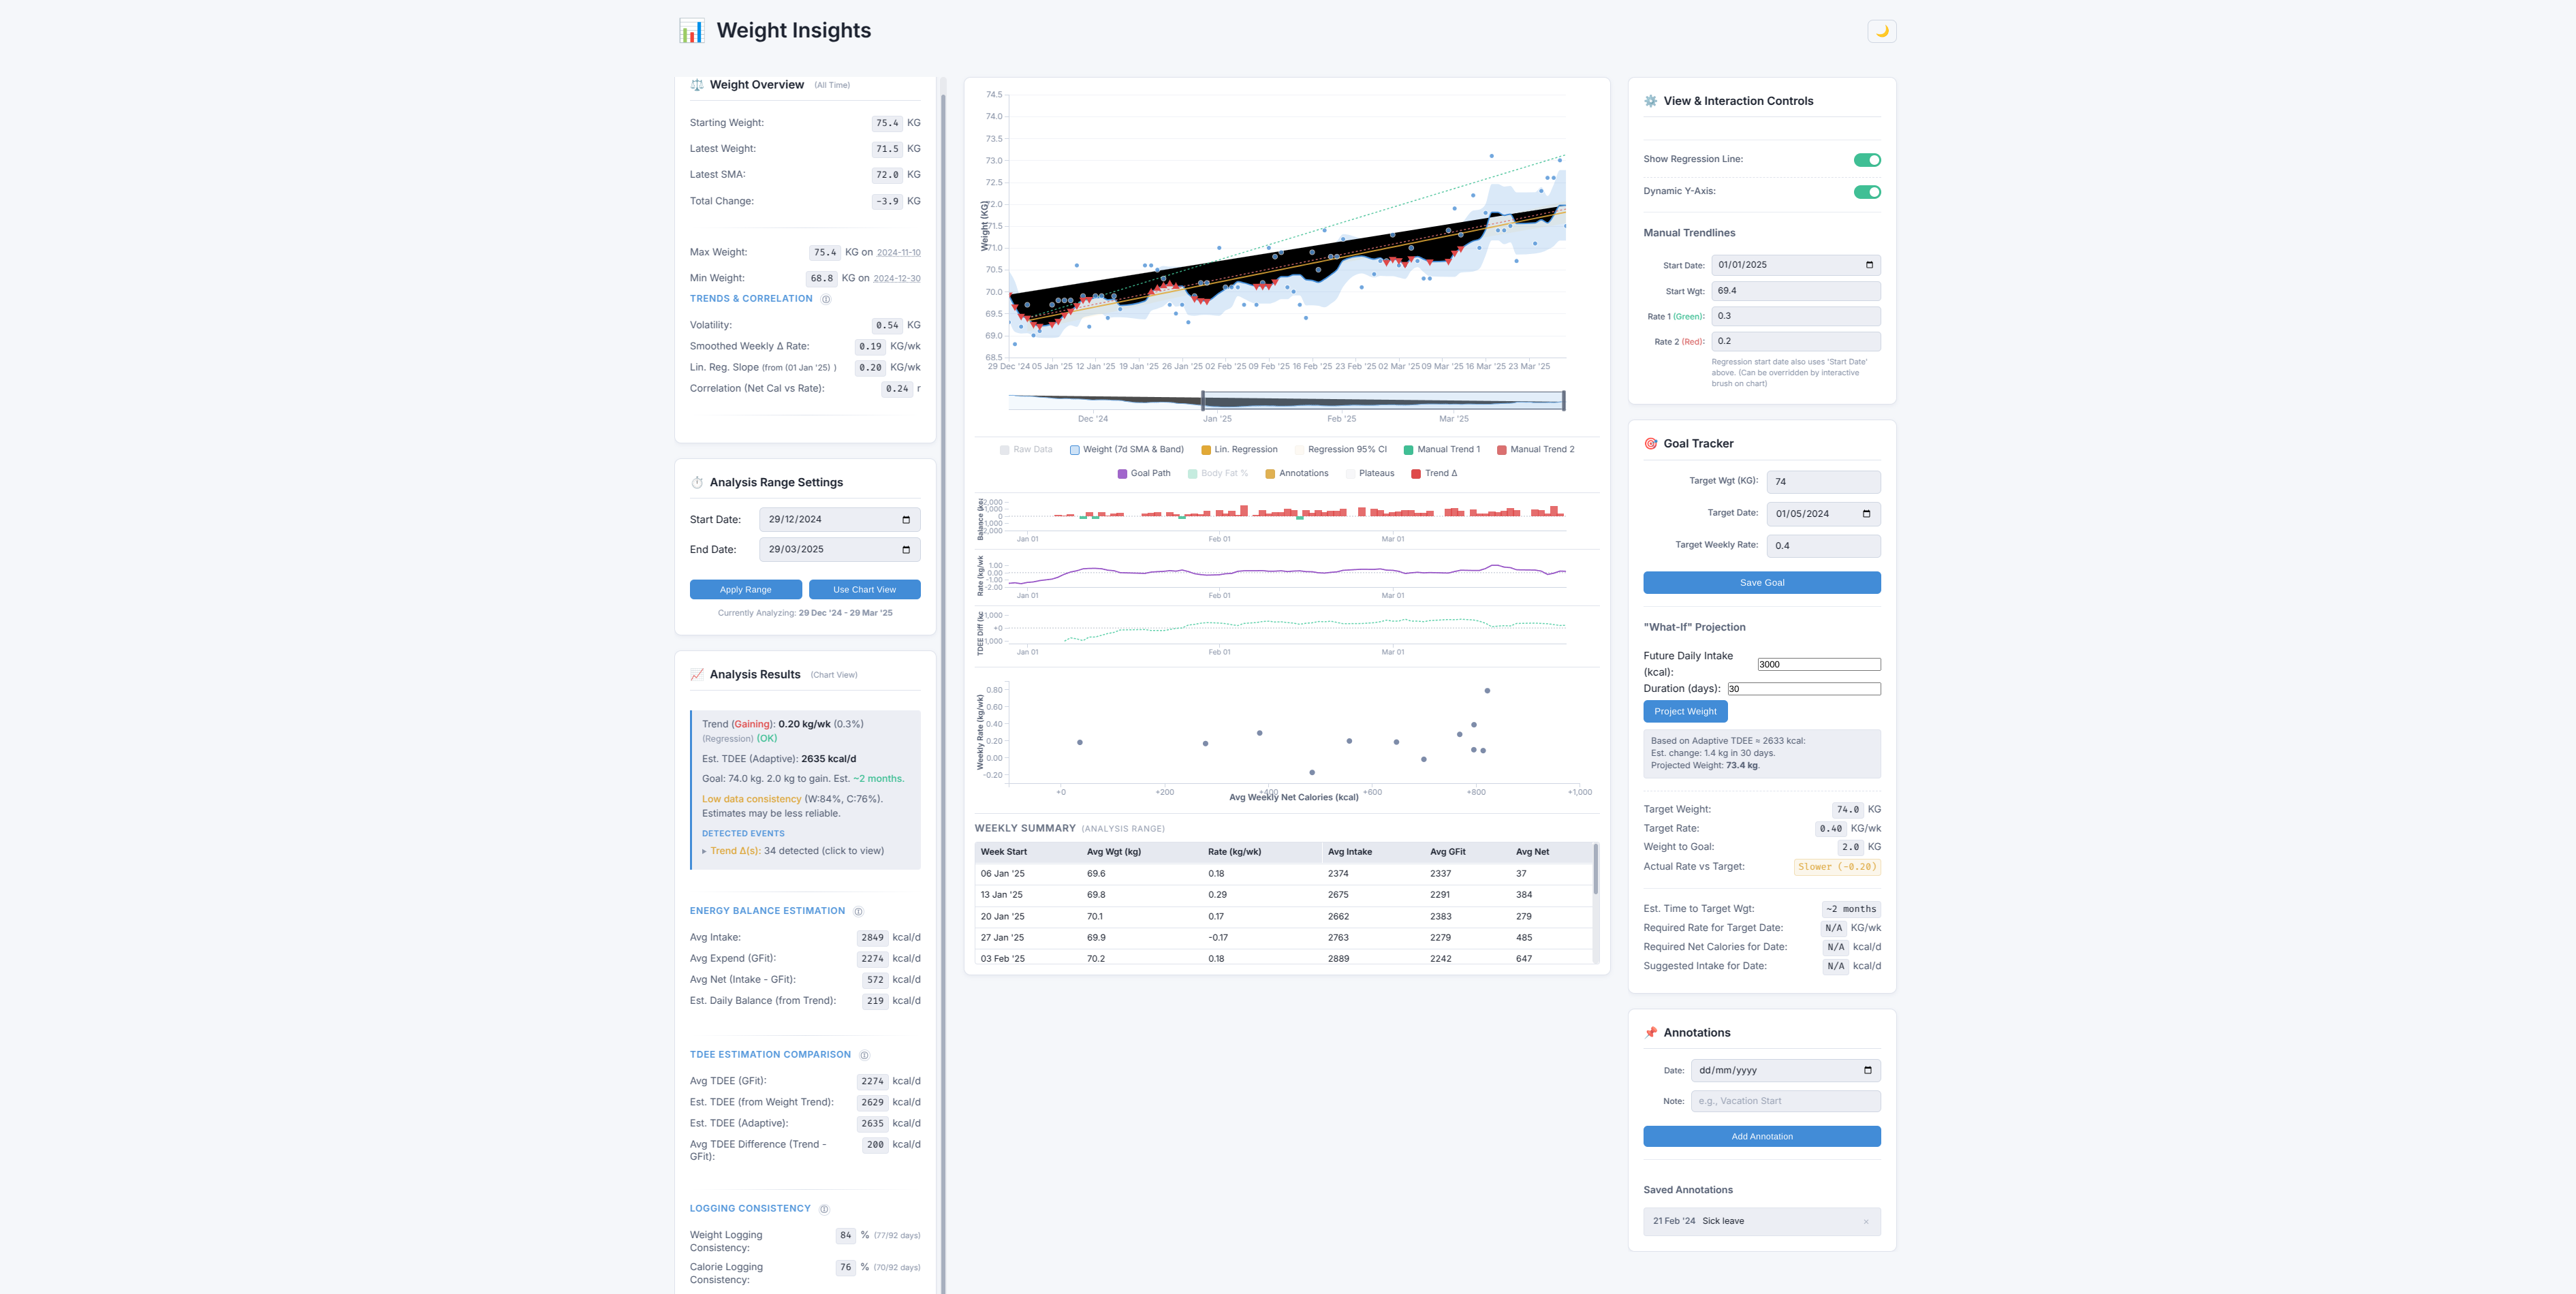 📊 Weight Insights
🌙
⚖️ Weight Overview (All Time)
Starting Weight: 75.4 KG
Latest Weight: 71.5 KG
Latest SMA: 72.0 KG
Total Change: -3.9 KG
Max Weight: 75.4 KG on 2024-11-10
Min Weight: 68.8 KG on 2024-12-30
TRENDS & CORRELATION ⓘ
Volatility: 0.54 KG
Smoothed Weekly Δ Rate: 0.19 KG/wk
Lin. Reg. Slope (from (01 Jan '25) ) 0.20 KG/wk
Correlation (Net Cal vs Rate): 0.24 r
⏱️ Analysis Range Settings
Start Date: 29/12/2024
End Date: 29/03/2025
Apply Range Use Chart View
Currently Analyzing: 29 Dec '24 - 29 Mar '25
📈 Analysis Results (Chart View)
Trend (Gaining): 0.20 kg/wk (0.3%)
(Regression) (OK)
Est. TDEE (Adaptive): 2635 kcal/d
Goal: 74.0 kg. 2.0 kg to gain. Est. ~2 months.
Low data consistency (W:84%, C:76%).
Estimates may be less reliable.
DETECTED EVENTS
▸ Trend Δ(s): 34 detected (click to view)
ENERGY BALANCE ESTIMATION ⓘ
Avg Intake: 2849 kcal/d
Avg Expend (GFit): 2274 kcal/d
Avg Net (Intake - GFit): 572 kcal/d
Est. Daily Balance (from Trend): 219 kcal/d
TDEE ESTIMATION COMPARISON ⓘ
Avg TDEE (GFit): 2274 kcal/d
Est. TDEE (from Weight Trend): 2629 kcal/d
Est. TDEE (Adaptive): 2635 kcal/d
Avg TDEE Difference (Trend - 200 kcal/d
GFit):
LOGGING CONSISTENCY ⓘ
Weight Logging 84 % (77/92 days)
Consistency:
Calorie Logging 76 % (70/92 days)
Consistency:
Weight (KG)
74.5
74.0
73.5
73.0
72.5
2.0
71.5
71.0
70.5
70.0
69.5
69.0
68.5
29 Dec '24 05 Jan '25 12 Jan '25 19 Jan '25 26 Jan '25 02 Feb '25 09 Feb '25 16 Feb '25 23 Feb '25 02 Mar '25 09 Mar '25 16 Mar '25 23 Mar '25
Dec '24 Jan '25 Feb '25 Mar '25
Raw Data Weight (7d SMA & Band) Lin. Regression Regression 95% CI Manual Trend 1 Manual Trend 2
Goal Path Body Fat % Annotations Plateaus Trend Δ
Balance
2,000
1,000
0
1,000
2,000
Jan 01 Feb 01 Mar 01
Rate (kg/wk
1.00
0.00
-1.00
-2.00
Jan 01 Feb 01 Mar 01
TDEE Diff (kc
1,000
+0
1,000
Jan 01 Feb 01 Mar 01
Weekly Rate (kg/wk)
0.80
0.60
0.40
0.20
0.00
-0.20
+0 +200 +400 +600 +800 +1,000
Avg Weekly Net Calories (kcal)
WEEKLY SUMMARY (ANALYSIS RANGE)
Week Start Avg Wgt (kg) Rate (kg/wk) Avg Intake Avg GFit Avg Net
06 Jan '25 69.6 0.18 2374 2337 37
13 Jan '25 69.8 0.29 2675 2291 384
20 Jan '25 70.1 0.17 2662 2383 279
27 Jan '25 69.9 -0.17 2763 2279 485
03 Feb '25 70.2 0.18 2889 2242 647
⚙️ View & Interaction Controls
Show Regression Line:
Dynamic Y-Axis:
Manual Trendlines
Start Date: 01/01/2025
Start Wgt: 69.4
Rate 1 (Green): 0.3
Rate 2 (Red): 0.2
Regression start date also uses 'Start Date'
above. (Can be overridden by interactive
brush on chart)
🎯 Goal Tracker
Target Wgt (KG): 74
Target Date: 01/05/2024
Target Weekly Rate: 0.4
Save Goal
"What-If" Projection
Future Daily Intake 3000
(kcal):
Duration (days): 30
Project Weight
Based on Adaptive TDEE ≈ 2633 kcal:
Est. change: 1.4 kg in 30 days.
Projected Weight: 73.4 kg.
Target Weight: 74.0 KG
Target Rate: 0.40 KG/wk
Weight to Goal: 2.0 KG
Actual Rate vs Target: Slower (-0.20)
Est. Time to Target Wgt: ~2 months
Required Rate for Target Date: N/A KG/wk
Required Net Calories for Date: N/A kcal/d
Suggested Intake for Date: N/A kcal/d
📌 Annotations
Date: dd/mm/yyyy
Note: e.g., Vacation Start
Add Annotation
Saved Annotations
21 Feb '24 Sick leave ×